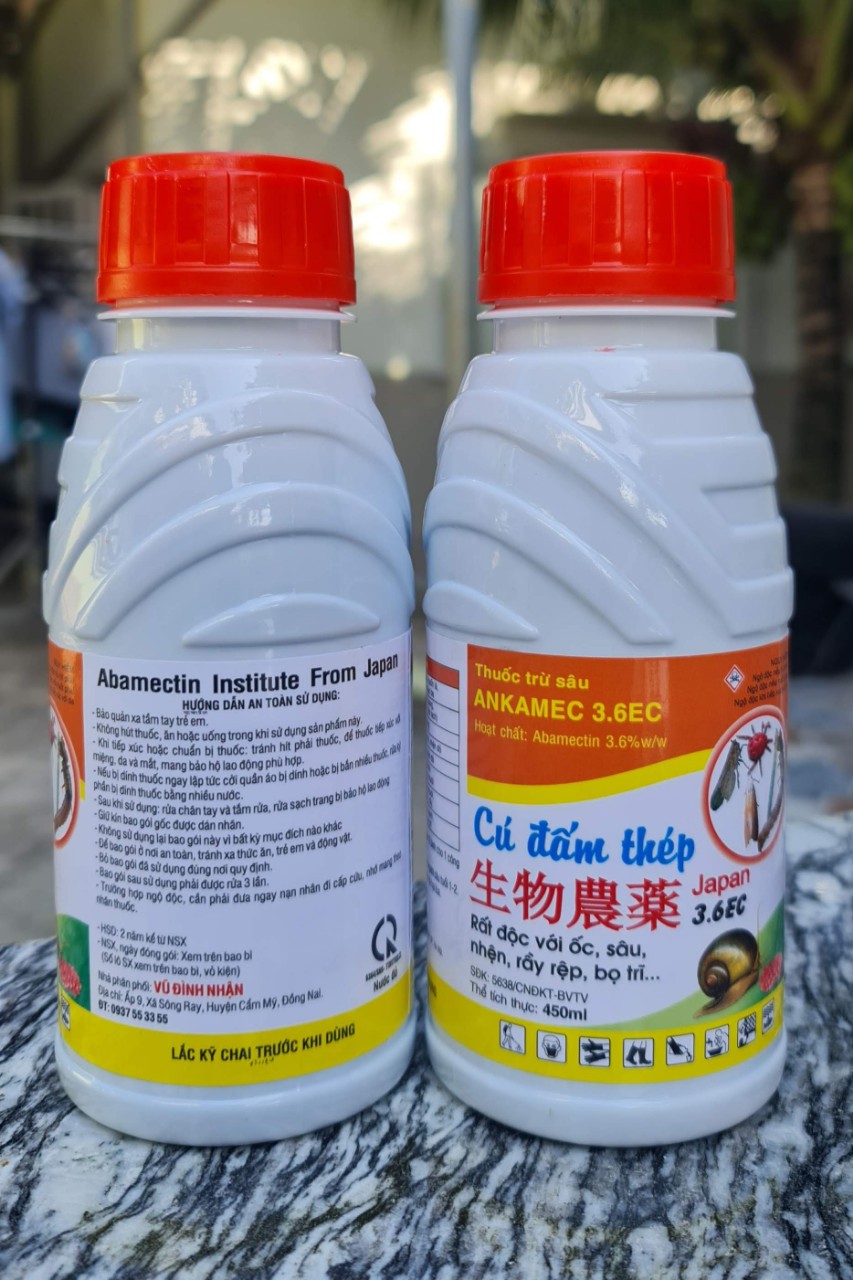 Abamectin Institute From Japan
HƯỚNG DẪN AN TOÀN SỬ DỤNG:
- Bảo quản xa tầm tay trẻ em.
- Không hút thuốc, ăn hoặc uống trong khi sử dụng sản phẩm này.
- Khi tiếp xúc hoặc chuẩn bị thuốc: tránh hít phải thuốc, để thuốc tiếp xúc với
miệng, da và mắt, mang bảo hộ lao động phù hợp.
- Nếu bị dính thuốc ngay lập tức cởi quần áo bị dính hoặc bị bắn nhiều thuốc, rửa kỹ
phần bị dính thuốc bằng nhiều nước.
- Sau khi sử dụng: rửa chân tay và tắm rửa, rửa sạch trang bị bảo hộ lao động
- Giữ kín bao gói gốc được dán nhãn.
- Không sử dụng lại bao gói này vì bất kỳ mục đích nào khác
- Để bao gói ở nơi an toàn, tránh xa thức ăn, trẻ em và động vật.
- Bỏ bao gói đã sử dụng đúng nơi quy định.
- Bao gói sau sử dụng phải được rửa 3 lần.
- Trường hợp ngộ độc, cần phải đưa ngay nạn nhân đi cấp cứu, nhớ mang theo
nhãn thuốc.
- HSD: 2 năm kể từ NSX
- NSX, ngày đóng gói: Xem trên bao bì
(Số lô SX xem trên bao bì, vỏ kiện)
Nhà phân phối: VŨ ĐÌNH NHẬN
Địa chỉ: Ấp 9, Xã Sông Ray, Huyện Cẩm Mỹ, Đồng Nai.
ĐT: 0937 55 33 55
LẮC KỸ CHAI TRƯỚC KHI DÙNG
Thuốc trừ sâu
ANKAMEC 3.6EC
Hoạt chất: Abamectin 3.6%w/w
Cú đấm thép
生物農薬 Japan
3.6EC
Rất độc với ốc, sâu,
nhện, rầy rệp, bọ trĩ...
SĐK: 5638/CNĐKT-BVTV
Thể tích thực: 450ml